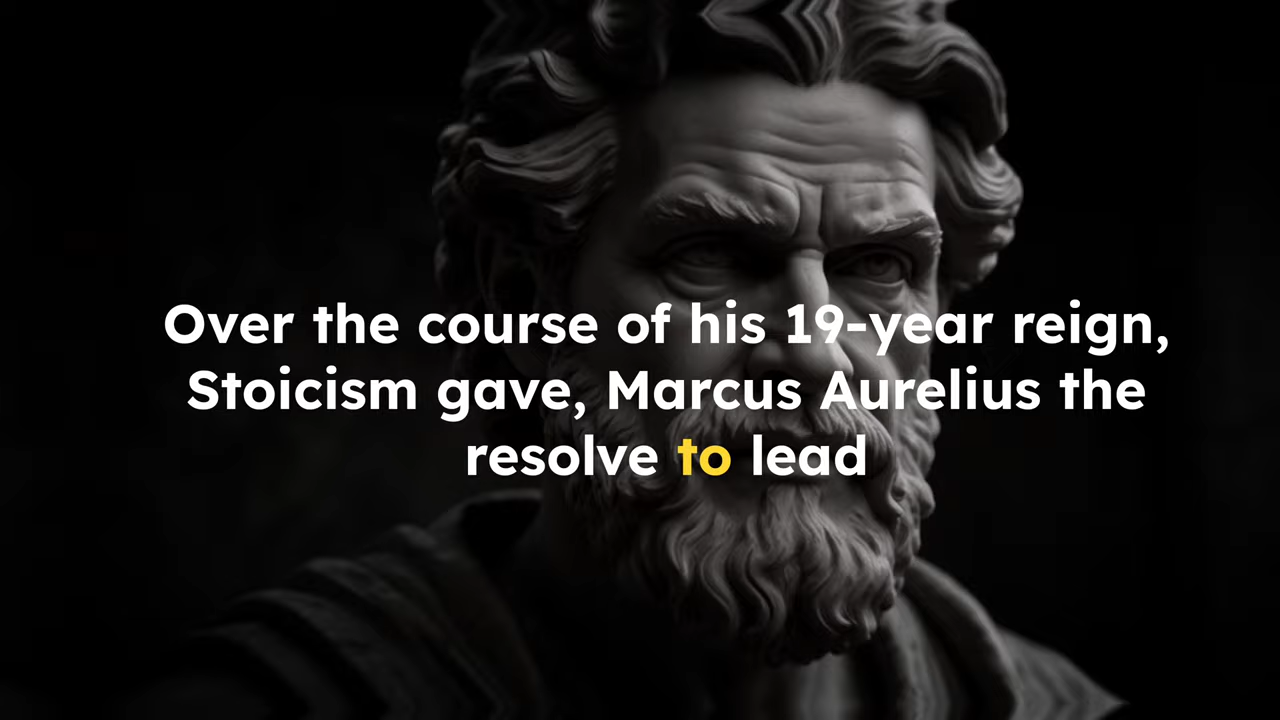 Over the course of his 19-year reign,
Stoicism gave, Marcus Aurelius the
resolve to lead